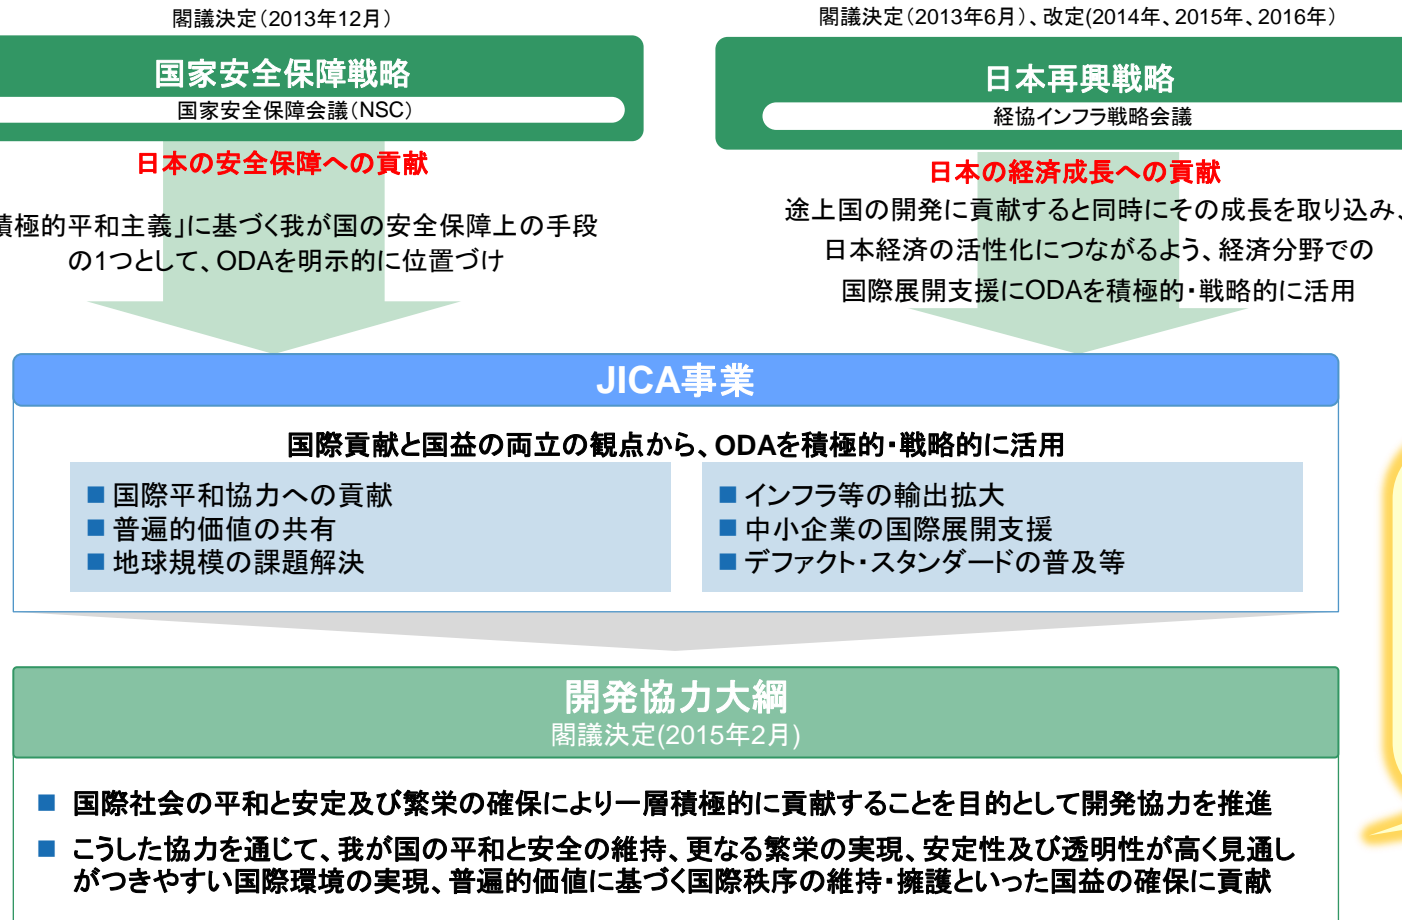 閣議決定（2013年12月）
国家安全保障戦略
国家安全保障会議（NSC）
日本の安全保障への貢献
積極的平和主義」に基づく我が国の安全保障上の手段
の1つとして、ODAを明示的に位置づけ
閣議決定（2013年6月）、改定(2014年、2015年、2016年）
日本再興戦略
経協インフラ戦略会議
日本の経済成長への貢献
途上国の開発に貢献すると同時にその成長を取り込み、
日本経済の活性化につながるよう、経済分野での
国際展開支援にODAを積極的・戦略的に活用
JICA事業
国際貢献と国益の両立の観点から、ODAを積極的・戦略的に活用
■ 国際平和協力への貢献
■ 普遍的価値の共有
■ 地球規模の課題解決
■ インフラ等の輸出拡大
■ 中小企業の国際展開支援
■ デファクト・スタンダードの普及等
開発協力大綱
閣議決定(2015年2月)
■ 国際社会の平和と安定及び繁栄の確保により一層積極的に貢献することを目的として開発協力を推進
■ こうした協力を通じて、我が国の平和と安全の維持、更なる繁栄の実現、安定性及び透明性が高く見通し
がつきやすい国際環境の実現、普遍的価値に基づく国際秩序の維持・擁護といった国益の確保に貢献